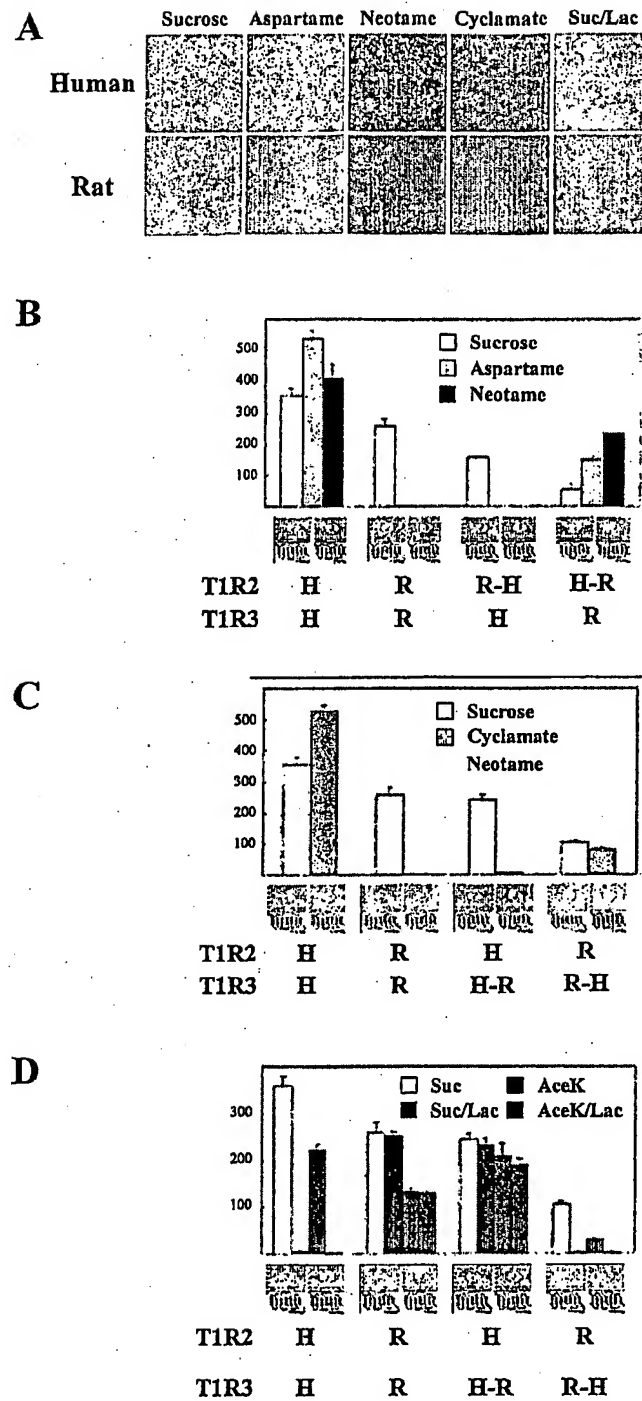 A
Sucrose Aspartame Neotame Cyclamate Suc/Lac
Human
Rat
B
500
400
300
200
100
Sucrose
Aspartame
Neotame
T1R2 H R R-H H-R
T1R3 H R H R
C
500
400
300
200
100
Sucrose
Cyclamate
Neotame
T1R2 H R H R
T1R3 H R H-R R-H
D
300
200
100
Suc AceK
Suc/Lac AceK/Lac
T1R2 H R H R
T1R3 H R H-R R-H